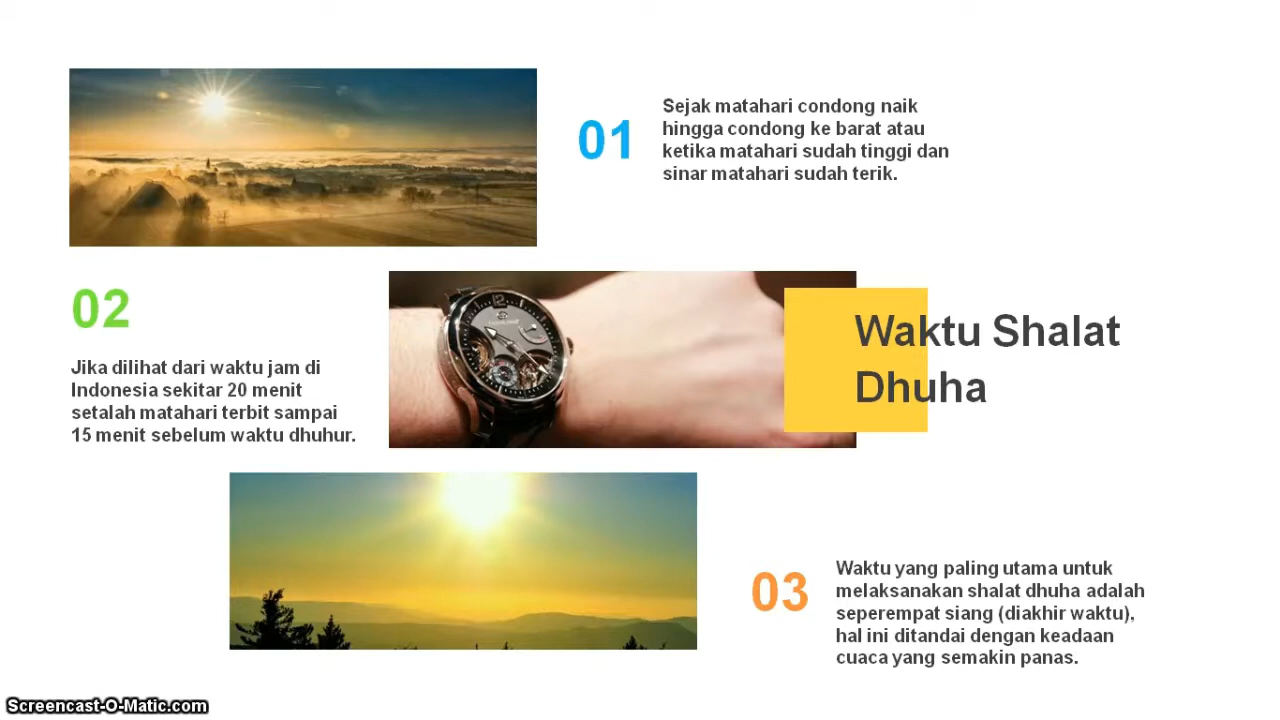 01
Sejak matahari condong naik
hingga condong ke barat atau
ketika matahari sudah tinggi dan
sinar matahari sudah terik.
02
Jika dilihat dari waktu jam di
Indonesia sekitar 20 menit
setalah matahari terbit sampai
15 menit sebelum waktu dhuhur.
Waktu Shalat
Dhuha
03
Waktu yang paling utama untuk
melaksanakan shalat dhuha adalah
seperempat siang (diakhir waktu),
hal ini ditandai dengan keadaan
cuaca yang semakin panas.
Screencast-O-Matic.com